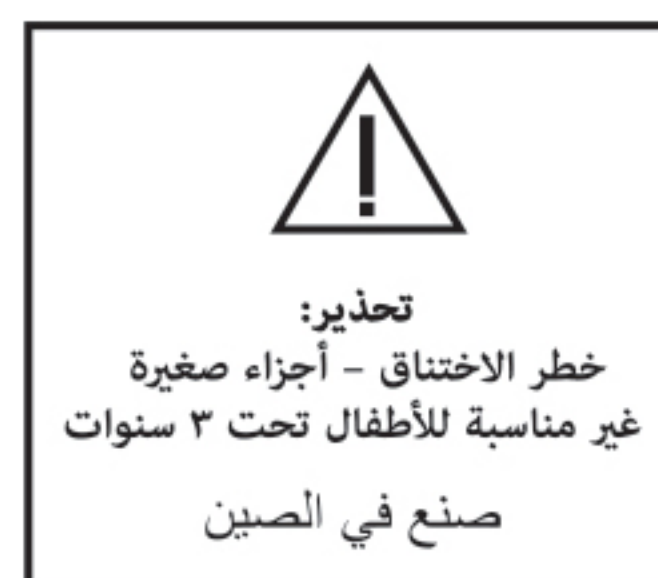 تحذير:
خطر الاختناق – أجزاء صغيرة
غير مناسبة للأطفال تحت ٣ سنوات
صنع في الصين